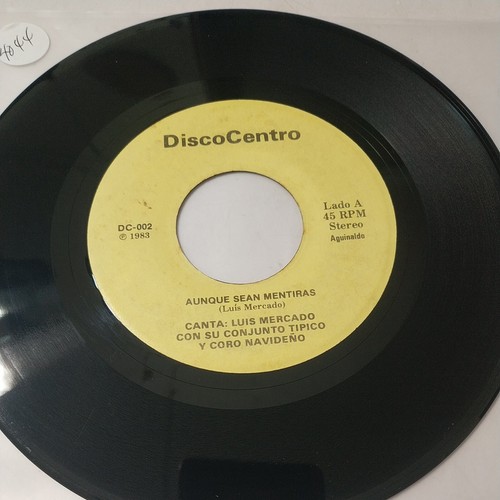 DiscoCentro
DC-002
℗ 1983
Lado A
45 RPM
Stereo
Aguinaldo
AUNQUE SEAN MENTIRAS
(Luis Mercado)
CANTA: LUIS MERCADO
CON SU CONJUNTO TIPICO
Y CORO NAVIDEÑO